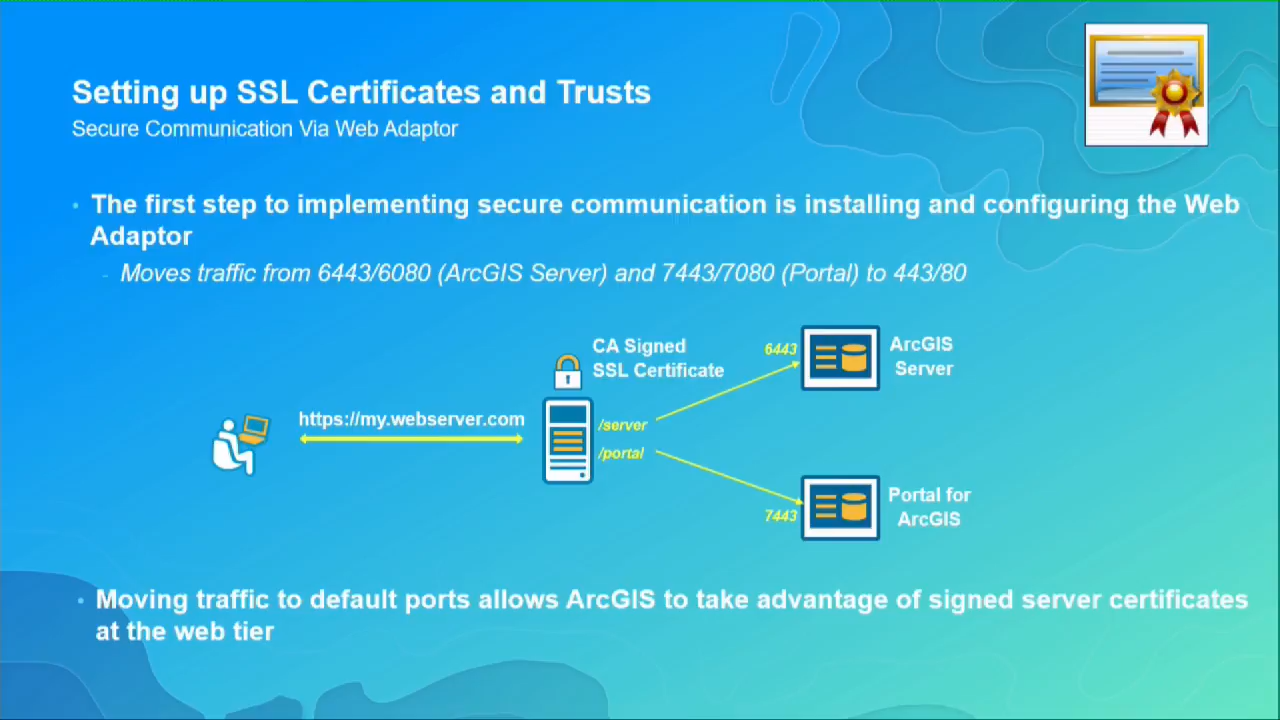 Setting up SSL Certificates and Trusts
Secure Communication Via Web Adaptor
• The first step to implementing secure communication is installing and configuring the Web
Adaptor
- Moves traffic from 6443/6080 (ArcGIS Server) and 7443/7080 (Portal) to 443/80
CA Signed
SSL Certificate
6443
ArcGIS
Server
https://my.webserver.com
/server
/portal
7443
Portal for
ArcGIS
• Moving traffic to default ports allows ArcGIS to take advantage of signed server certificates
at the web tier